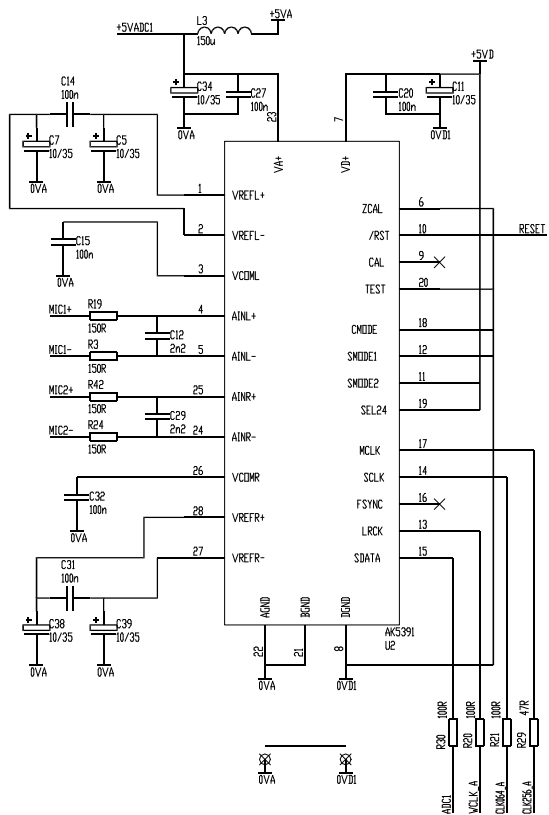 +5VADC1
L3
150u
+5VA
+5VD
C14
100n
C34
10/35
C27
100n
C20
100n
C11
10/35
C7
10/35
C5
10/35
0VA
0VA
0VA
0VD1
23
7
VA+
VD+
1
VREFL+
ZCAL
6
2
VREFL-
/RST
10
RESET
C15
100n
0VA
3
VCOML
CAL
9
TEST
20
MIC1+
R19
150R
4
AINL+
CMODE
18
C12
2n2
MIC1-
R3
150R
5
AINL-
SMODE1
12
SMODE2
11
MIC2+
R42
150R
25
AINR+
SEL24
19
C29
2n2
MIC2-
R24
150R
24
AINR-
MCLK
17
26
VCOMR
SCLK
14
C32
100n
0VA
FSYNC
16
28
VREFR+
LRCK
13
27
VREFR-
SDATA
15
C31
100n
C38
10/35
C39
10/35
0VA
0VA
AGND
BGND
DGND
22
21
8
AK5391
U2
0VA
0VD1
R30
100R
R20
100R
R21
100R
R29
47R
0VA
0VD1
ADC1
WCLK_A
CLK064_A
CLK256_A